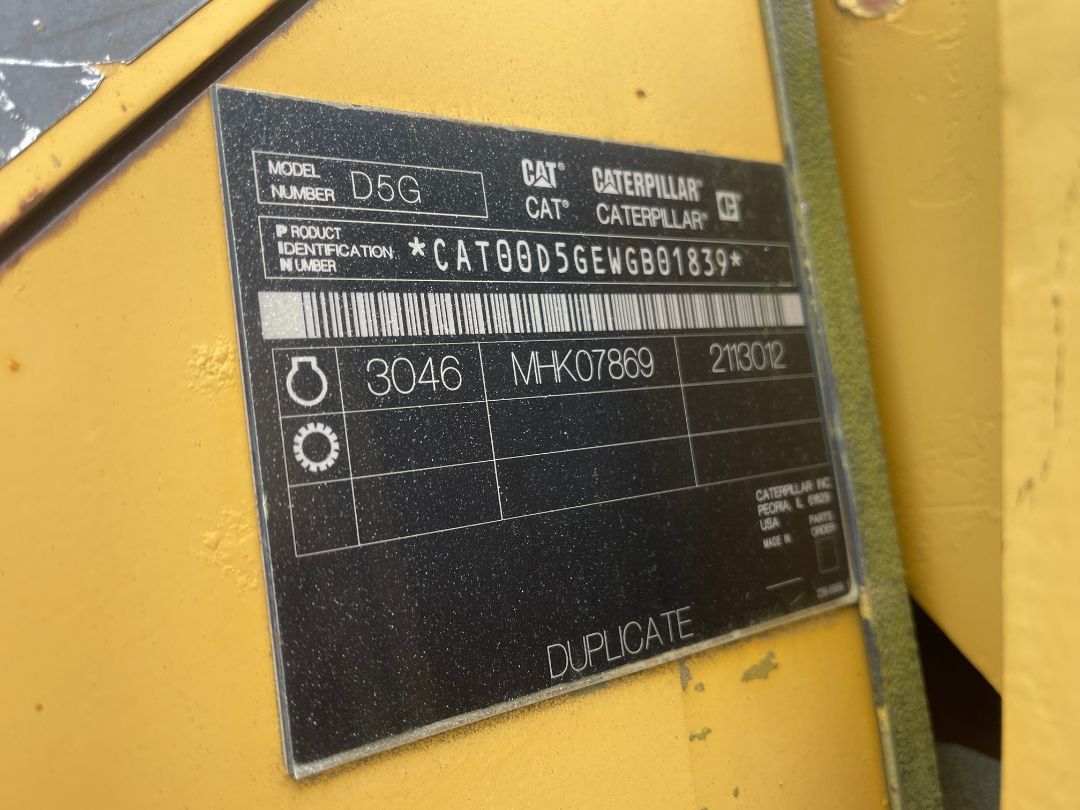 MODEL
NUMBER D5G
CAT® CATERPILLAR®
CAT® CATERPILLAR®
PRODUCT
IDENTIFICATION
NUMBER
*CAT00D5GEWGB01839*
3046 MHK07869 2113012
CATERPILLAR INC
PEORIA, IL 61629
USA
MADE IN
PARTS
ORDER
DUPLICATE